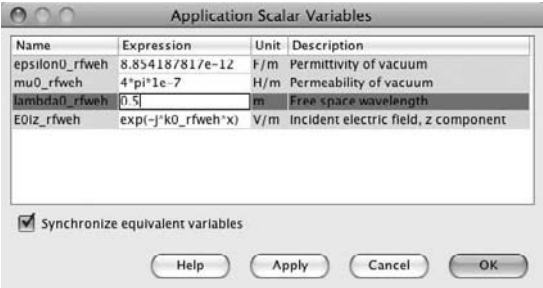 Application Scalar Variables
Name Expression Unit Description
epsilon0_rfweh 8.854187817e-12 F/m Permittivity of vacuum
mu0_rfweh 4*pi*1e-7 H/m Permeability of vacuum
lambda0_rfweh 0.5 m Free space wavelength
E0iz_rfweh exp(-j*k0_rfweh*x) V/m Incident electric field, z component
Synchronize equivalent variables
Help Apply Cancel OK